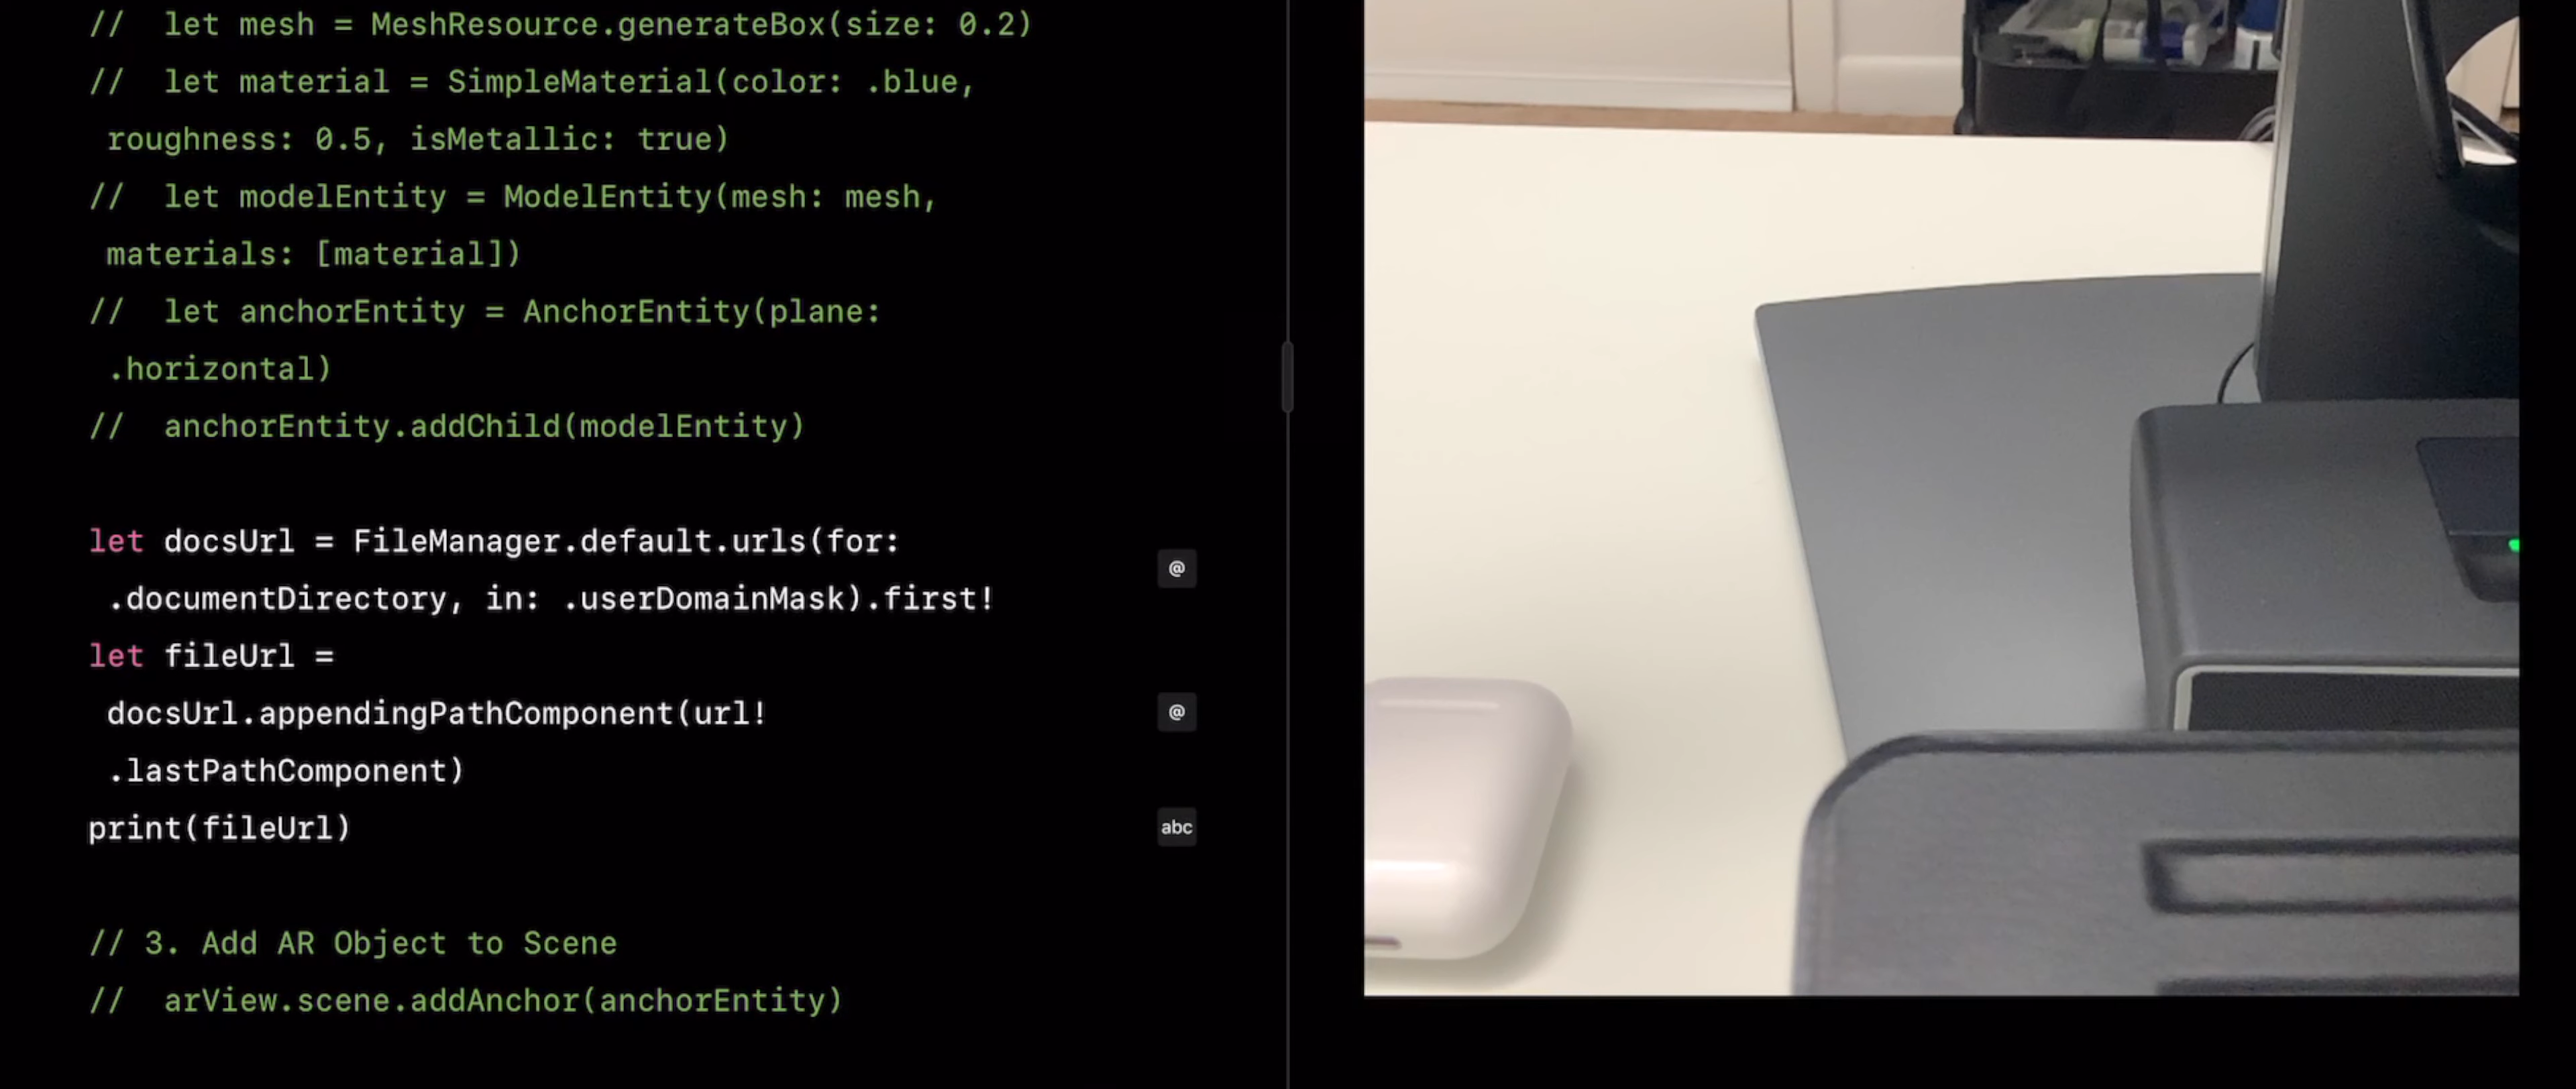 //  let mesh = MeshResource.generateBox(size: 0.2)
//  let material = SimpleMaterial(color: .blue,
roughness: 0.5, isMetallic: true)
//  let modelEntity = ModelEntity(mesh: mesh,
materials: [material])
//  let anchorEntity = AnchorEntity(plane:
.horizontal)
//  anchorEntity.addChild(modelEntity)
let docsUrl = FileManager.default.urls(for:
.documentDirectory, in: .userDomainMask).first!
@
let fileUrl =
docsUrl.appendingPathComponent(url!
@
.lastPathComponent)
print(fileUrl)
abc
// 3. Add AR Object to Scene
//  arView.scene.addAnchor(anchorEntity)